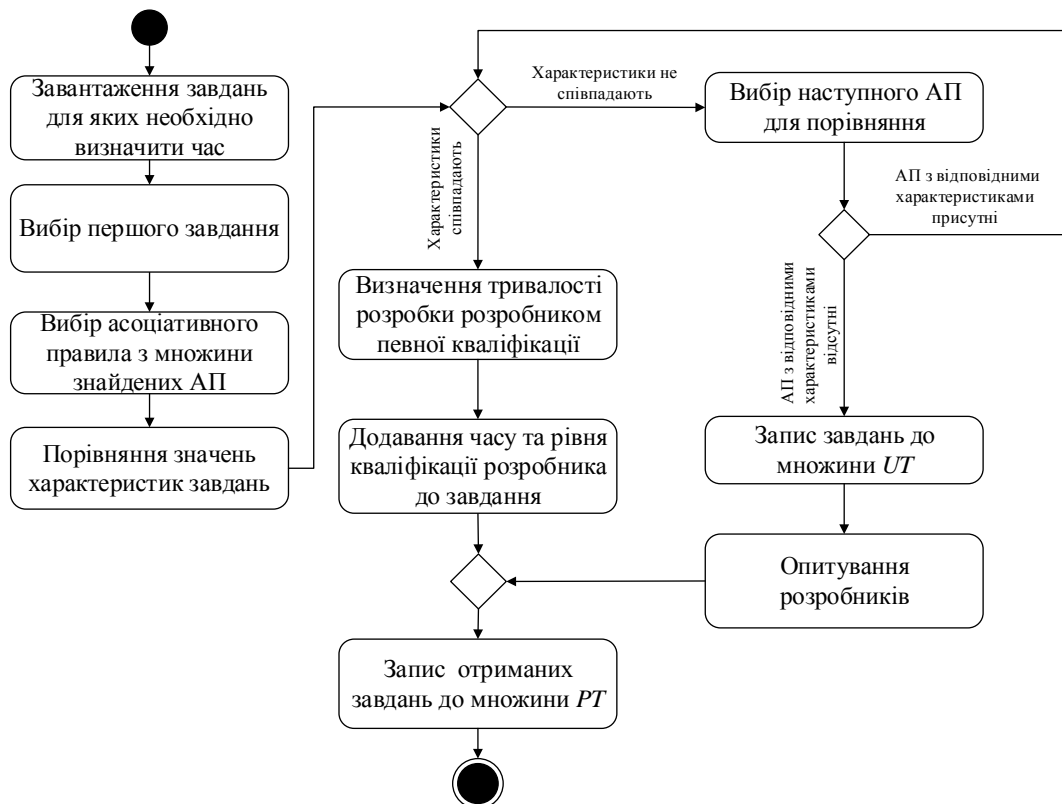 Завантаження завдань
для яких необхідно
визначити час
Вибір першого завдання
Вибір асоціативного
правила з множини
знайдених АП
Порівняння значень
характеристик завдань
Характеристики не
співпадають
Характеристики
співпадають
Вибір наступного АП
для порівняння
АП з відповідними
характеристиками
присутні
АП з відповідними
характеристиками
відсутні
Визначення тривалості
розробки розробником
певної кваліфікації
Додавання часу та рівня
кваліфікації розробника
до завдання
Запис завдань до
множини UT
Опитування
розробників
Запис отриманих
завдань до множини PT